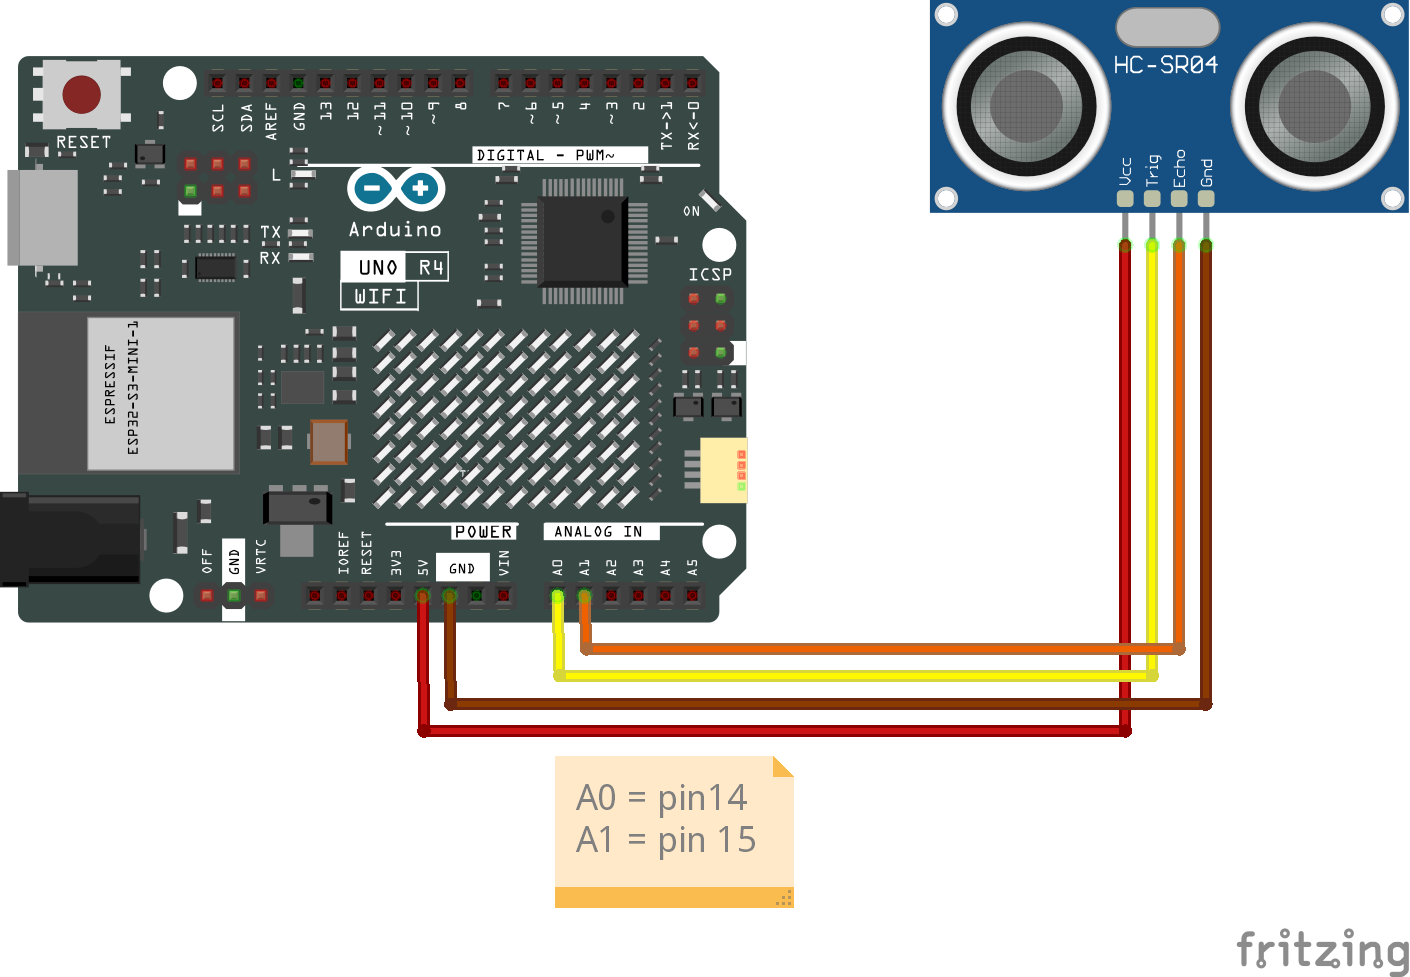 HC-SR04
Vcc
Trig
Echo
Gnd
RESET
SCL
SDA
AREF
GND
13
12
~11
~10
~9
8
7
~6
~5
4
~3
2
TX->1
RX<-0
DIGITAL - PWM~
L
TX
RX
Arduino
UNO R4
WIFI
ON
ICSP
ESPRESSIF
ESP32-S3-MINI-1
POWER
ANALOG IN
OFF
GND
VRTC
IOREF
RESET
3V3
5V
GND
VIN
A0
A1
A2
A3
A4
A5
A0 = pin14
A1 = pin 15
fritzing